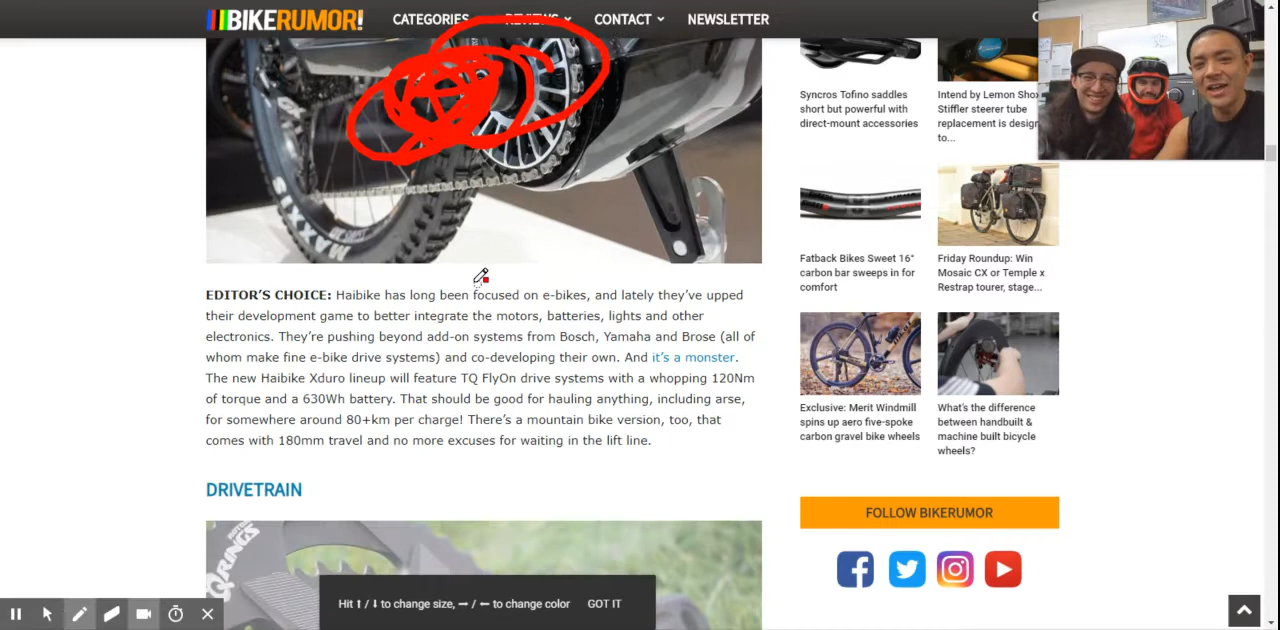 BIKERUMOR!
CATEGORIES
REVIEWS
CONTACT
NEWSLETTER
MAXXIS
EDITOR'S CHOICE: Haibike has long been focused on e-bikes, and lately they've upped
their development game to better integrate the motors, batteries, lights and other
electronics. They're pushing beyond add-on systems from Bosch, Yamaha and Brose (all of
whom make fine e-bike drive systems) and co-developing their own. And it's a monster.
The new Haibike Xduro lineup will feature TQ FlyOn drive systems with a whopping 120Nm
of torque and a 630Wh battery. That should be good for hauling anything, including arse,
for somewhere around 80+km per charge! There's a mountain bike version, too, that
comes with 180mm travel and no more excuses for waiting in the lift line.
DRIVETRAIN
QRINGS
Hit ⬆ / ⬇ to change size, ➡ / ⬅ to change color
GOT IT
Syncros Tofino saddles
short but powerful with
direct-mount accessories
Intend by Lemon Shox
Stiffler steerer tube
replacement is design
to...
Fatback Bikes Sweet 16°
carbon bar sweeps in for
comfort
Friday Roundup: Win
Mosaic CX or Temple x
Restrap tourer, stage...
Exclusive: Merit Windmill
spins up aero five-spoke
carbon gravel bike wheels
What's the difference
between handbuilt &
machine built bicycle
wheels?
FOLLOW BIKERUMOR